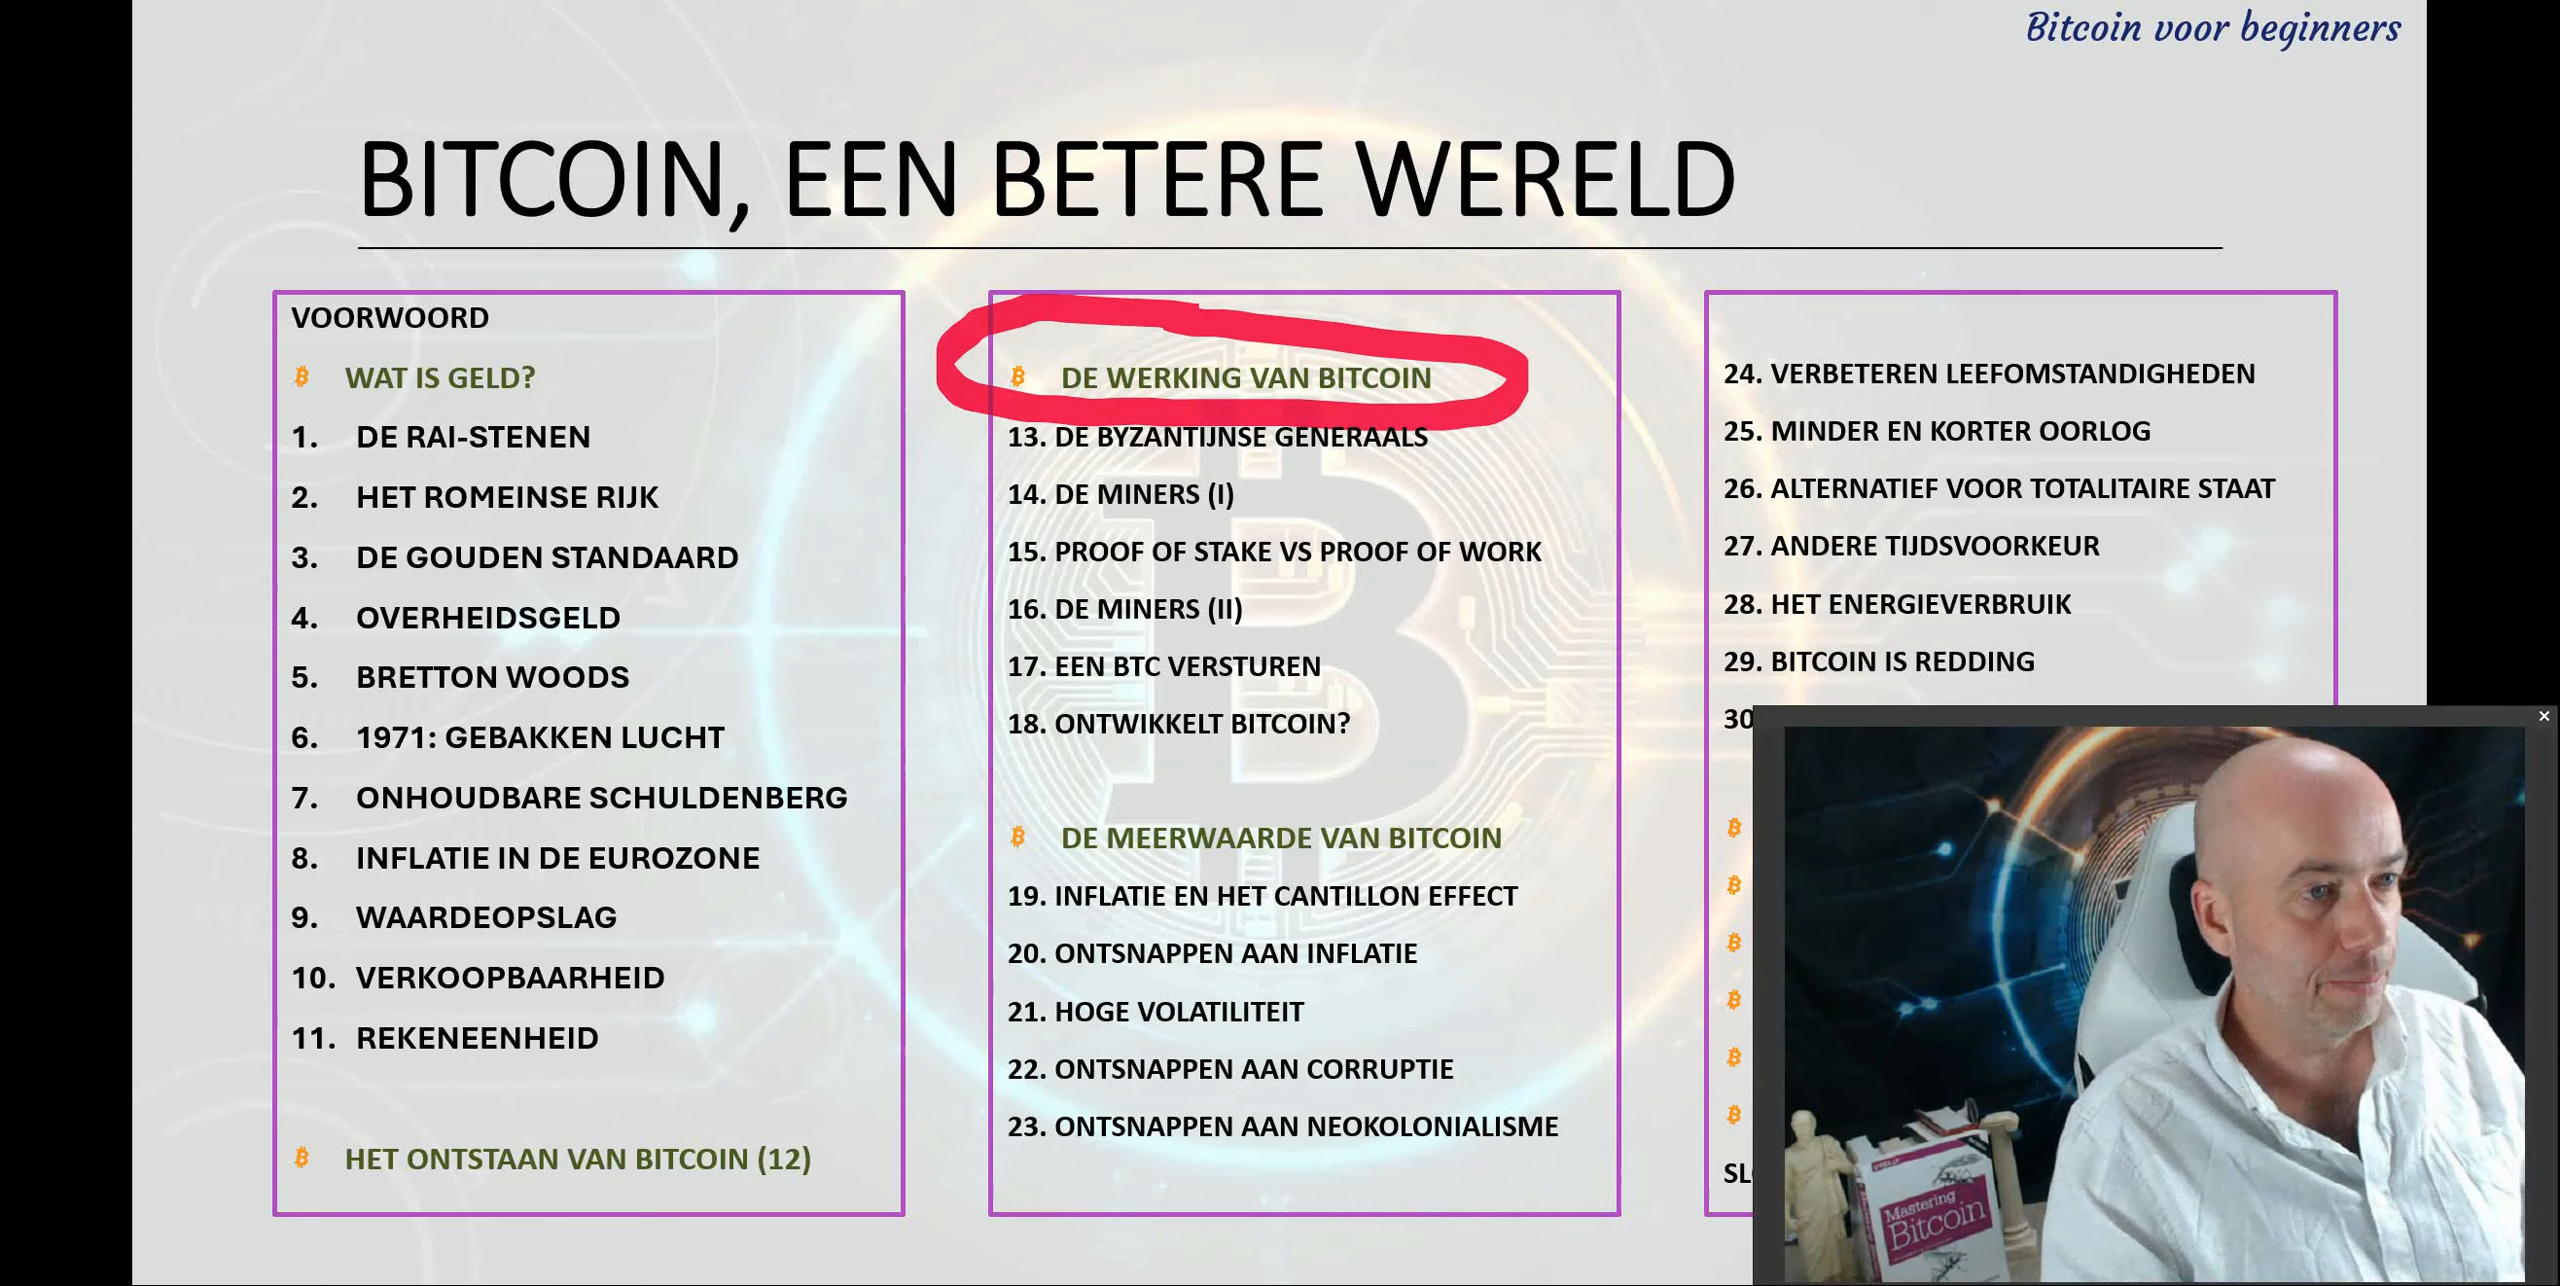 Bitcoin voor beginners
BITCOIN, EEN BETERE WERELD
VOORWOORD
WAT IS GELD?
1. DE RAI-STENEN
2. HET ROMEINSE RIJK
3. DE GOUDEN STANDAARD
4. OVERHEIDSGELD
5. BRETTON WOODS
6. 1971: GEBAKKEN LUCHT
7. ONHOUDBARE SCHULDENBERG
8. INFLATIE IN DE EUROZONE
9. WAARDEOPSLAG
10. VERKOOPBAARHEID
11. REKENEENHEID
HET ONTSTAAN VAN BITCOIN (12)
DE WERKING VAN BITCOIN
13. DE BYZANTIJNSE GENERAALS
14. DE MINERS (I)
15. PROOF OF STAKE VS PROOF OF WORK
16. DE MINERS (II)
17. EEN BTC VERSTUREN
18. ONTWIKKELT BITCOIN?
DE MEERWAARDE VAN BITCOIN
19. INFLATIE EN HET CANTILLON EFFECT
20. ONTSNAPPEN AAN INFLATIE
21. HOGE VOLATILITEIT
22. ONTSNAPPEN AAN CORRUPTIE
23. ONTSNAPPEN AAN NEOKOLONIALISME
24. VERBETEREN LEEFOMSTANDIGHEDEN
25. MINDER EN KORTER OORLOG
26. ALTERNATIEF VOOR TOTALITAIRE STAAT
27. ANDERE TIJDSVOORKEUR
28. HET ENERGIEVERBRUIK
29. BITCOIN IS REDDING
30
Mastering
Bitcoin